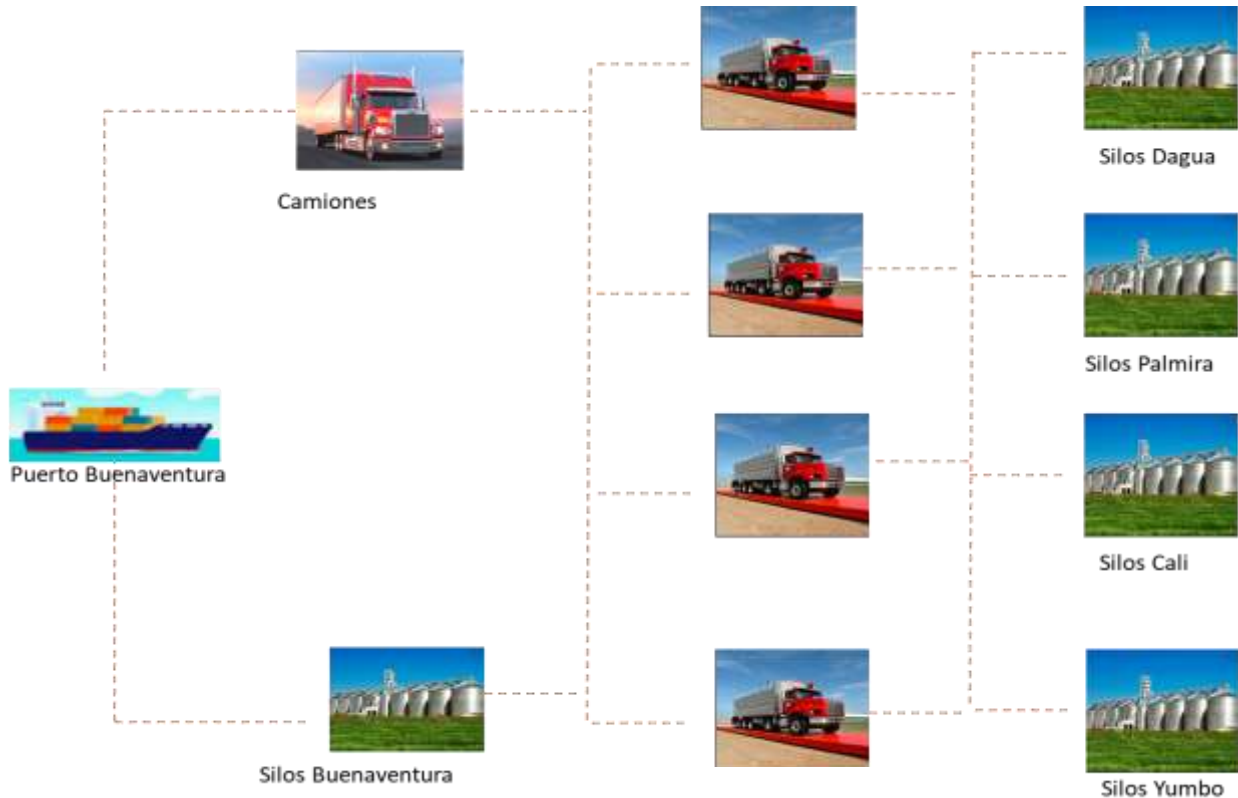 Camiones
Silos Dagua
Silos Palmira
Puerto Buenaventura
Silos Cali
Silos Buenaventura
Silos Yumbo